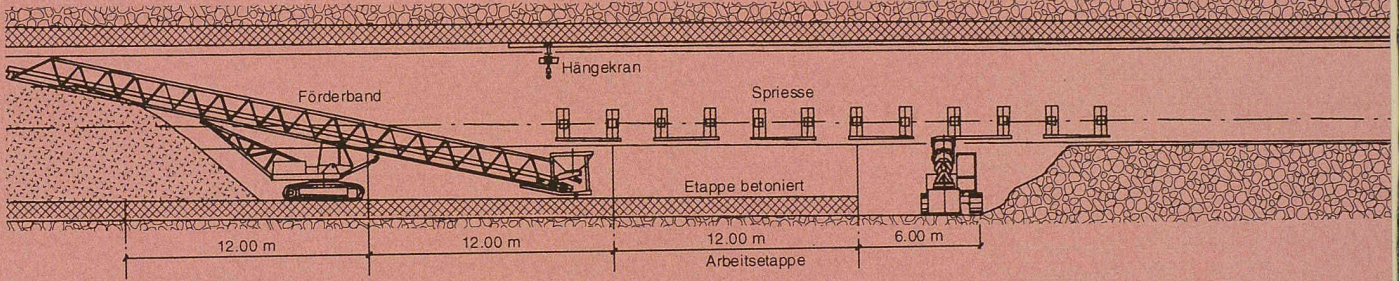 Hängekran
Förderband
Spriesse
Etappe betoniert
12.00 m
12.00 m
12.00 m
6.00 m
Arbeitsetappe